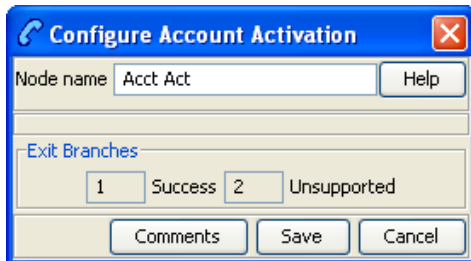 Configure Account Activation
Node name Acct Act Help
Exit Branches
1 Success 2 Unsupported
Comments Save Cancel